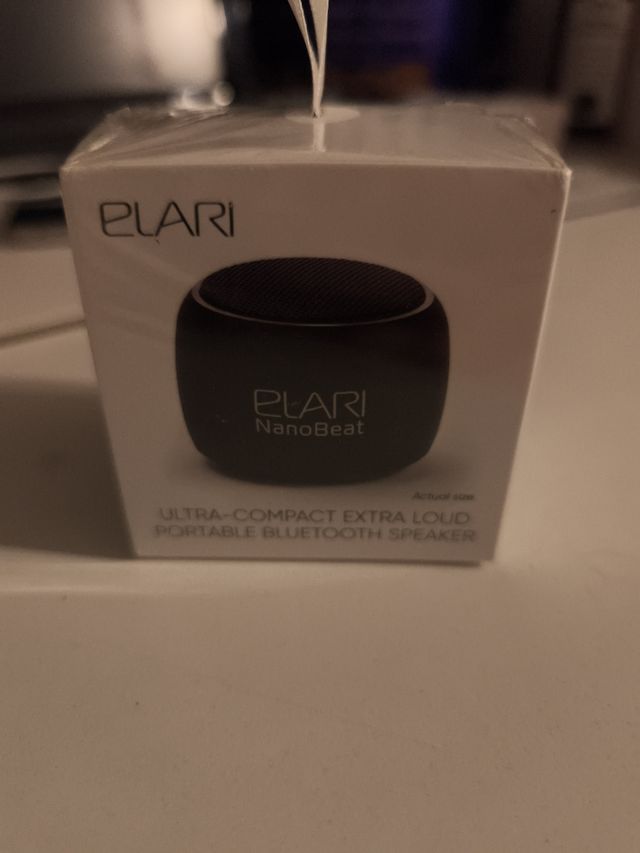 ELARI
ELARI
NanoBeat
Actual size
ULTRA-COMPACT EXTRA LOUD
PORTABLE BLUETOOTH SPEAKER